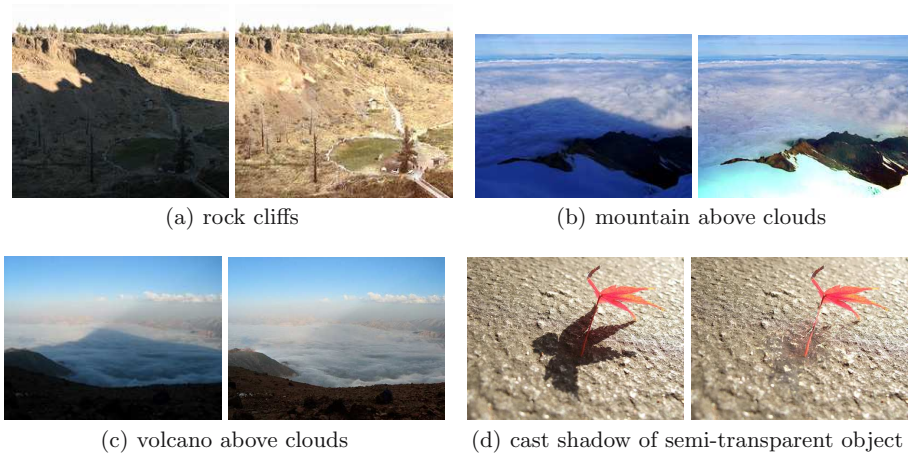 (a) rock cliffs
(b) mountain above clouds
(c) volcano above clouds
(d) cast shadow of semi-transparent object